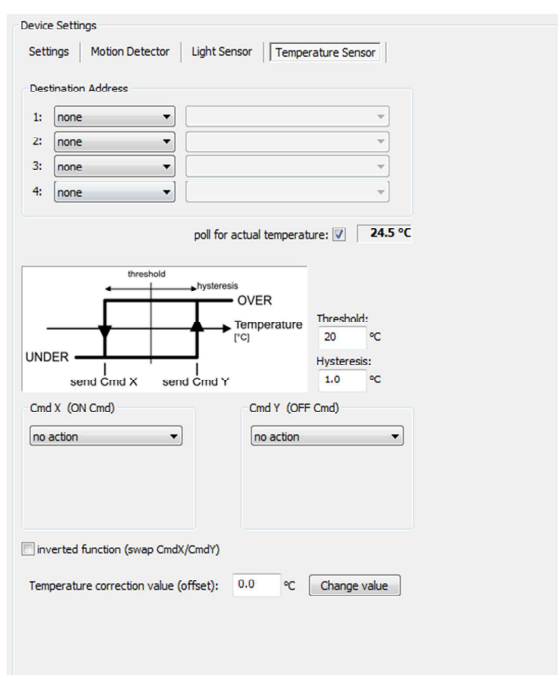 Device Settings
Settings Motion Detector Light Sensor Temperature Sensor
Destination Address
1: none
2: none
3: none
4: none
poll for actual temperature: 24.5 °C
threshold
hysteresis
OVER
Temperature
[°C]
UNDER
send Cmd X send Cmd Y
Threshold:
20 °C
Hysteresis:
1.0 °C
Cmd X (ON Cmd) Cmd Y (OFF Cmd)
no action no action
inverted function (swap CmdX/CmdY)
Temperature correction value (offset): 0.0 °C Change value